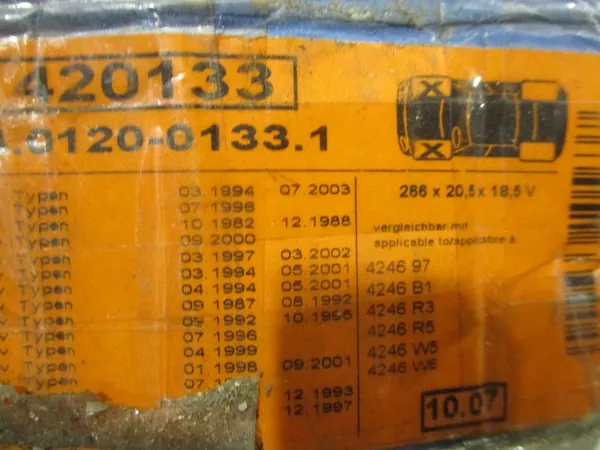 420133
.0120-0133.1
X X
286 x 20,5 x 18,5 V
Typen 03.1994 07.2003
Typen 07.1996
Typen 10.1982 12.1988
Typen 09.2000
Typen 03.1997 03.2002
Typen 03.1994 05.2001
Typen 04.1994 05.2001
Typen 09.1987 08.1992
Typen 09.1992 10.1995
Typen 07.1996
Typen 04.1999
Typen 01.1998 09.2001
07.1
12.1993
12.1997
vergleichbar mit
applicable to/applicable à
4246 97
4246 B1
4246 R3
4246 R5
4246 W5
4246 W6
10.07